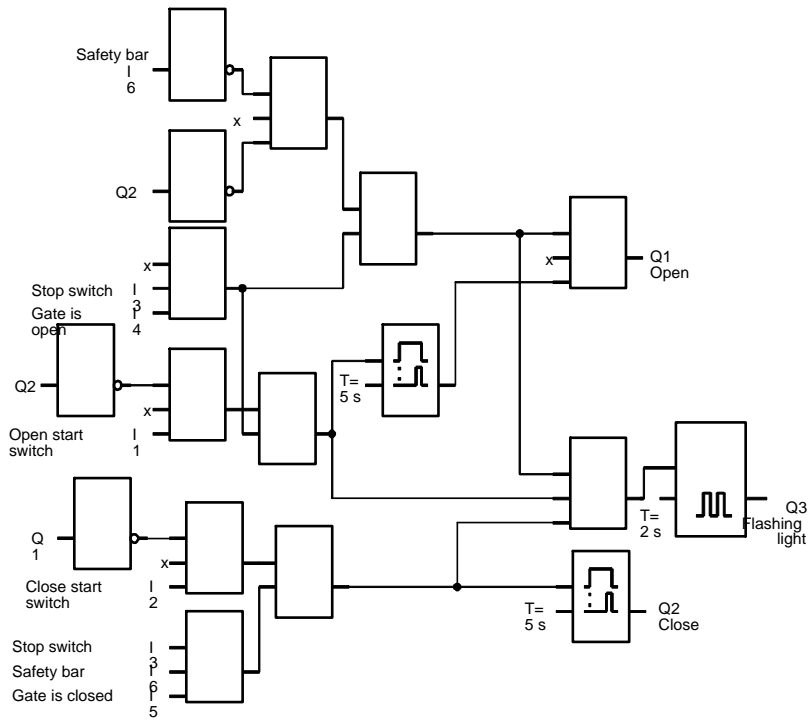 Safety bar
I
6
x
Q2
x
Stop switch
I
3
Gate is
open
I
4
Q1
Open
x
Q2
x
Open start
switch
I
1
T=
5 s
Q
1
x
Close start
switch
I
2
T=
2 s
Q3
Flashing
light
T=
5 s
Q2
Close
Stop switch
I
3
Safety bar
I
6
Gate is closed
I
5